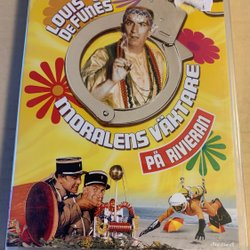 LOUIS
DE FUNÈS
MORALENS VÄKTARE
PÅ RIVIERAN